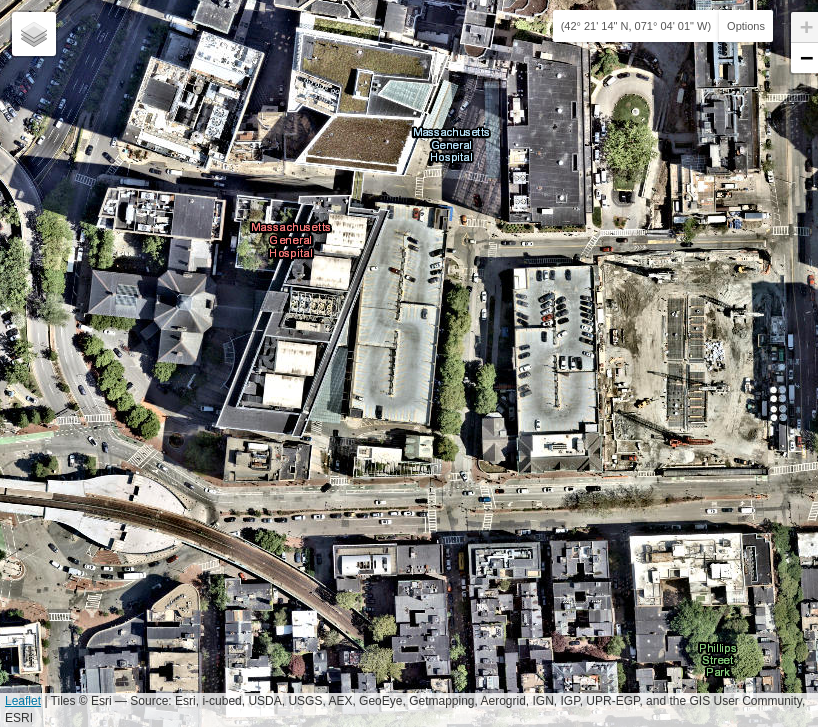 (42° 21' 14" N, 071° 04' 01" W) Options
+
−
Massachusetts
General
Hospital
Massachusetts
General
Hospital
Phillips
Street
Park
Leaflet | Tiles © Esri — Source: Esri, i-cubed, USDA, USGS, AEX, GeoEye, Getmapping, Aerogrid, IGN, IGP, UPR-EGP, and the GIS User Community,
ESRI